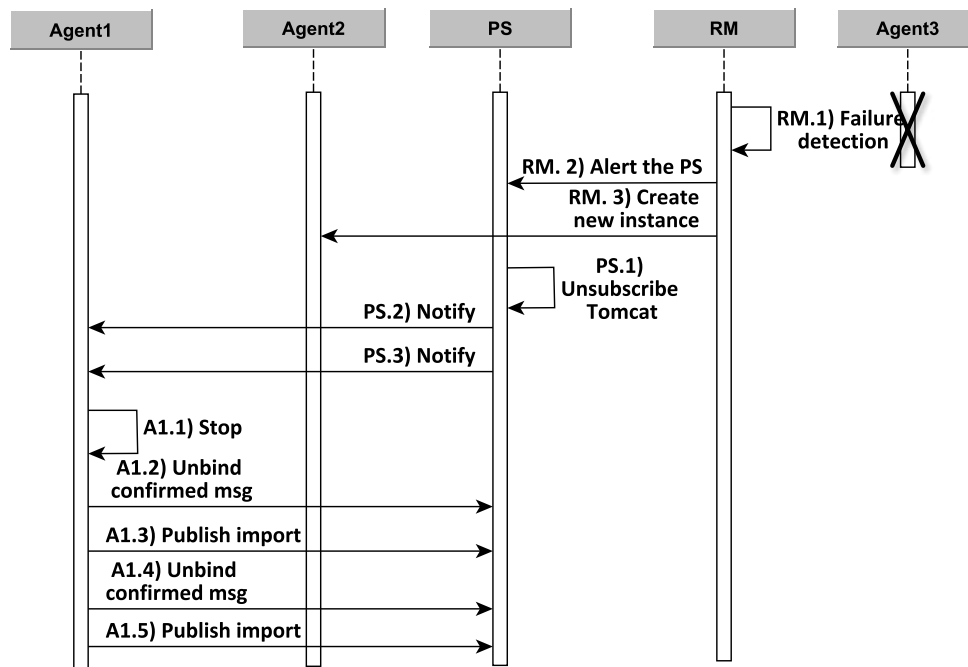 Agent1
Agent2
PS
RM
Agent3
RM.1) Failure
detection
RM. 2) Alert the PS
RM. 3) Create
new instance
PS.1)
Unsubscribe
Tomcat
PS.2) Notify
PS.3) Notify
A1.1) Stop
A1.2) Unbind
confirmed msg
A1.3) Publish import
A1.4) Unbind
confirmed msg
A1.5) Publish import